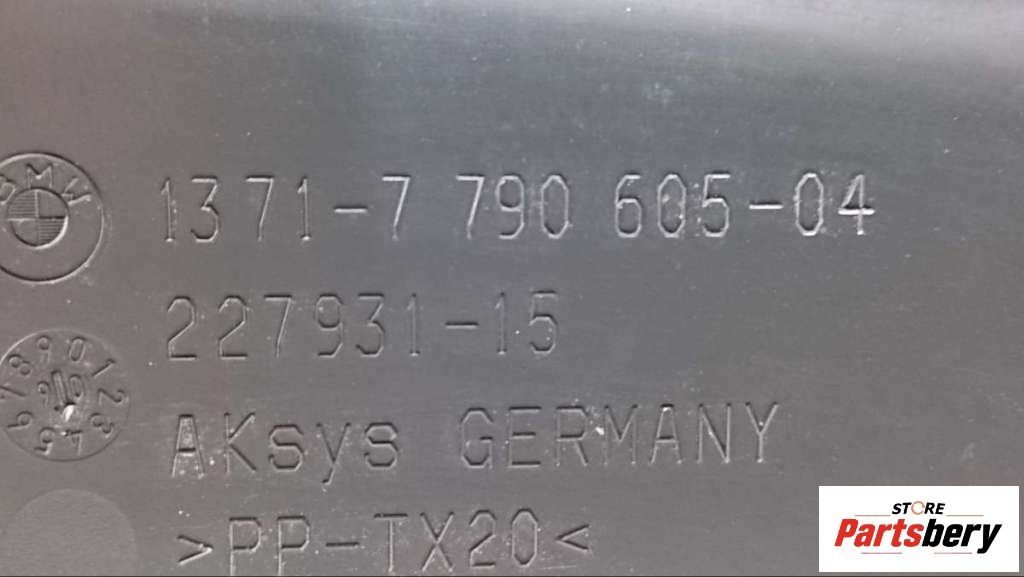 BMW
1371-7 790 605-04
227931-15
AKsys GERMANY
>PP-TX20<
STORE
Partsbery